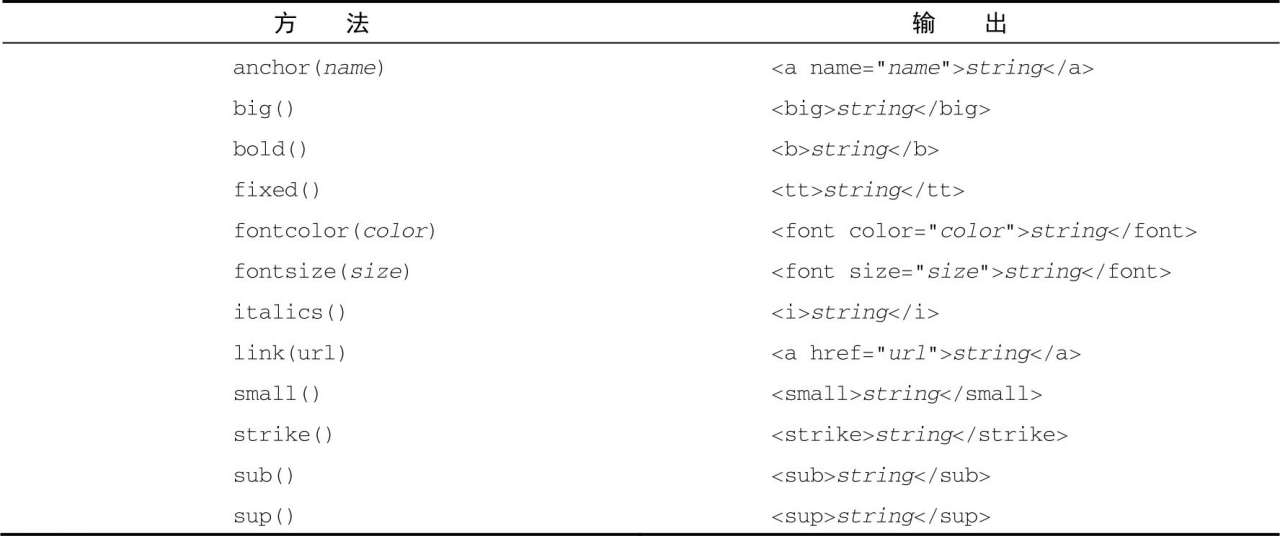 方 法 输 出
anchor(name) <a name="name">string</a>
big() <big>string</big>
bold() <b>string</b>
fixed() <tt>string</tt>
fontcolor(color) <font color="color">string</font>
fontsize(size) <font size="size">string</font>
italics() <i>string</i>
link(url) <a href="url">string</a>
small() <small>string</small>
strike() <strike>string</strike>
sub() <sub>string</sub>
sup() <sup>string</sup>